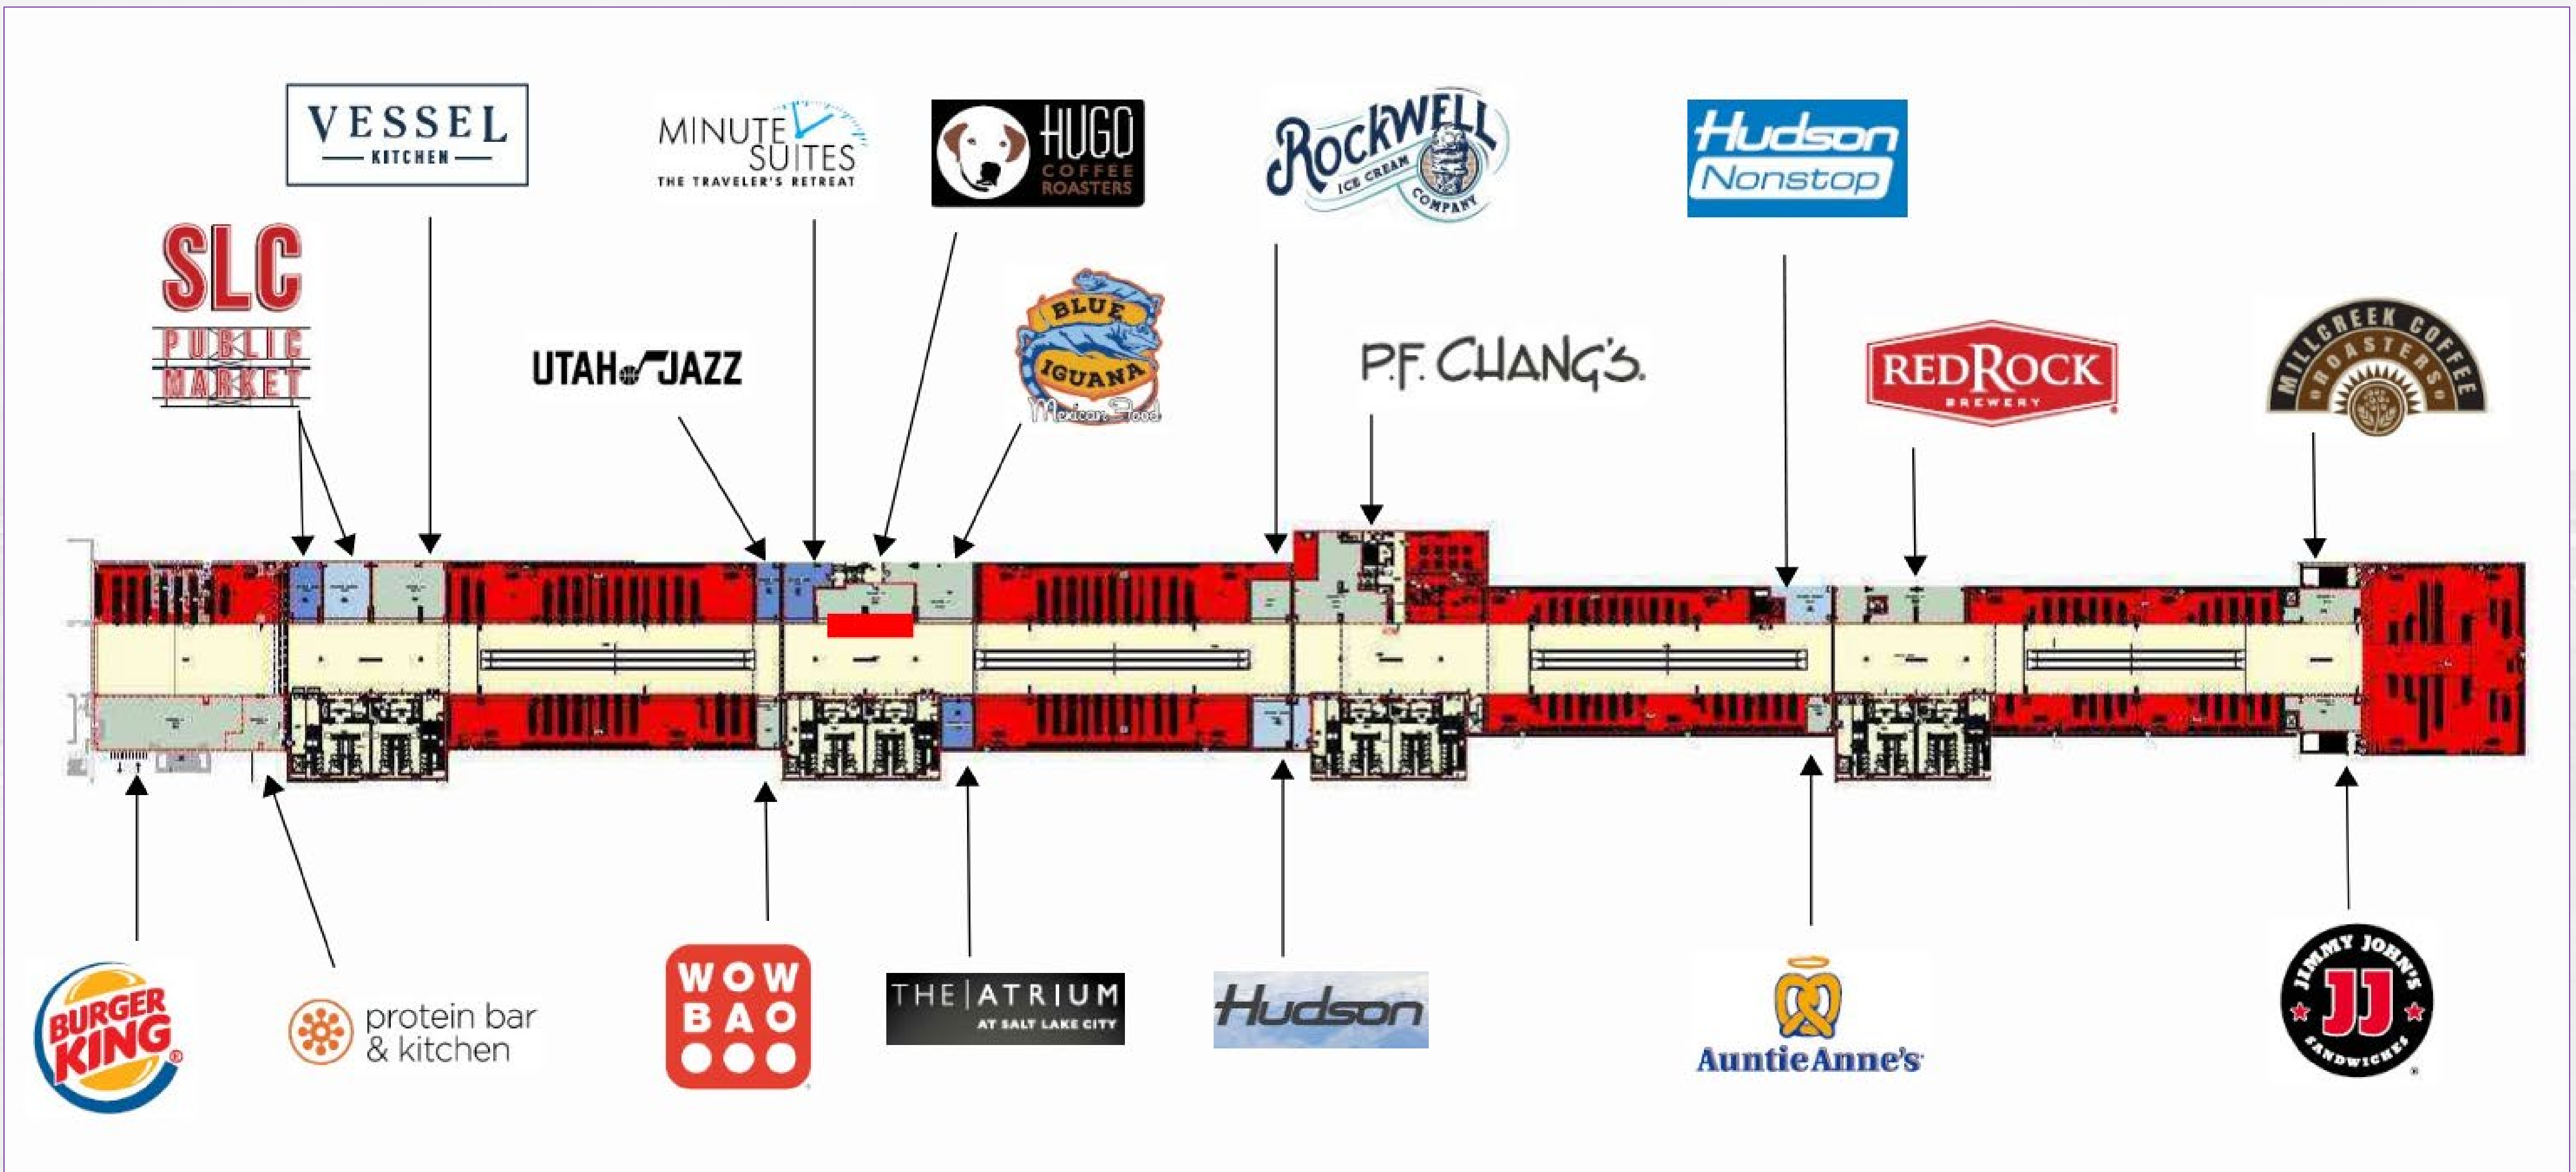 VESSEL
KITCHEN
MINUTE
SUITES
THE TRAVELER'S RETREAT
HUGO
COFFEE
ROASTERS
ROCKWELL
ICE CREAM
COMPANY
Hudson
Nonstop
SLC
PUBLIC
MARKET
UTAH JAZZ
BLUE
IGUANA
Mexican Food
P.F. CHANG'S®
REDROCK
BREWERY
MILLCREEK COFFEE
ROASTERS
BURGER
KING®
protein bar
& kitchen
WOW
BAO
THE | ATRIUM
AT SALT LAKE CITY
Hudson
Auntie Anne's
JIMMY JOHN'S
JJ
SANDWICHES